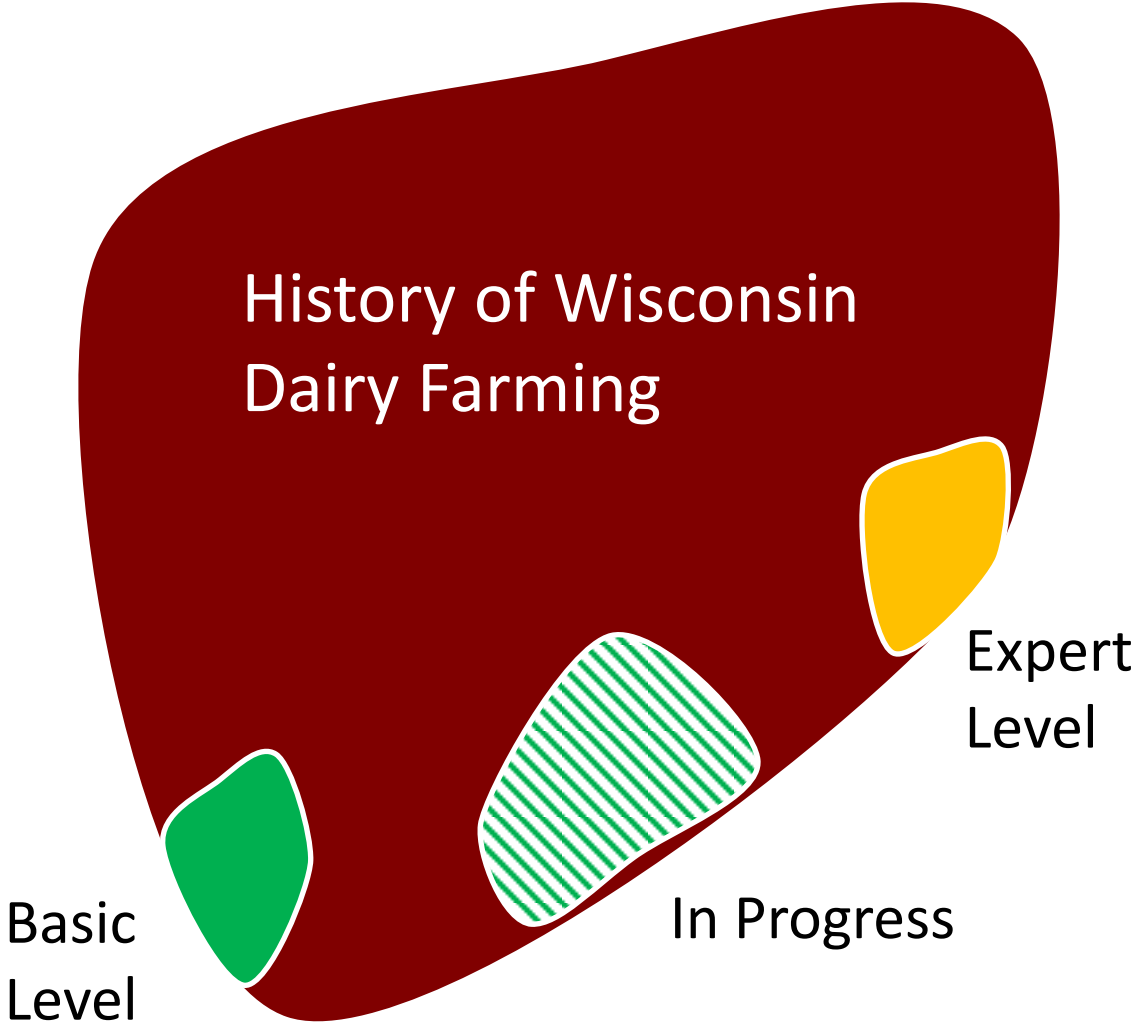 History of Wisconsin
Dairy Farming
Expert
Level
In Progress
Basic
Level